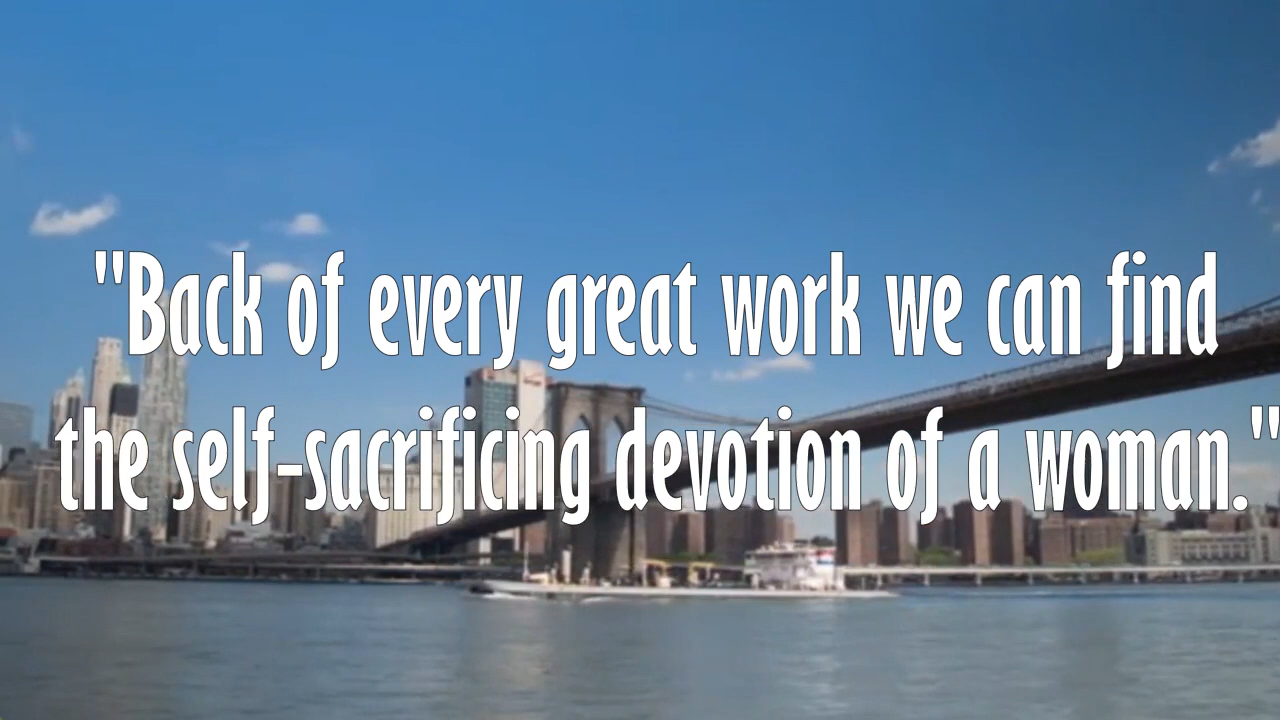 "Back of every great work we can find
the self-sacrificing devotion of a woman."